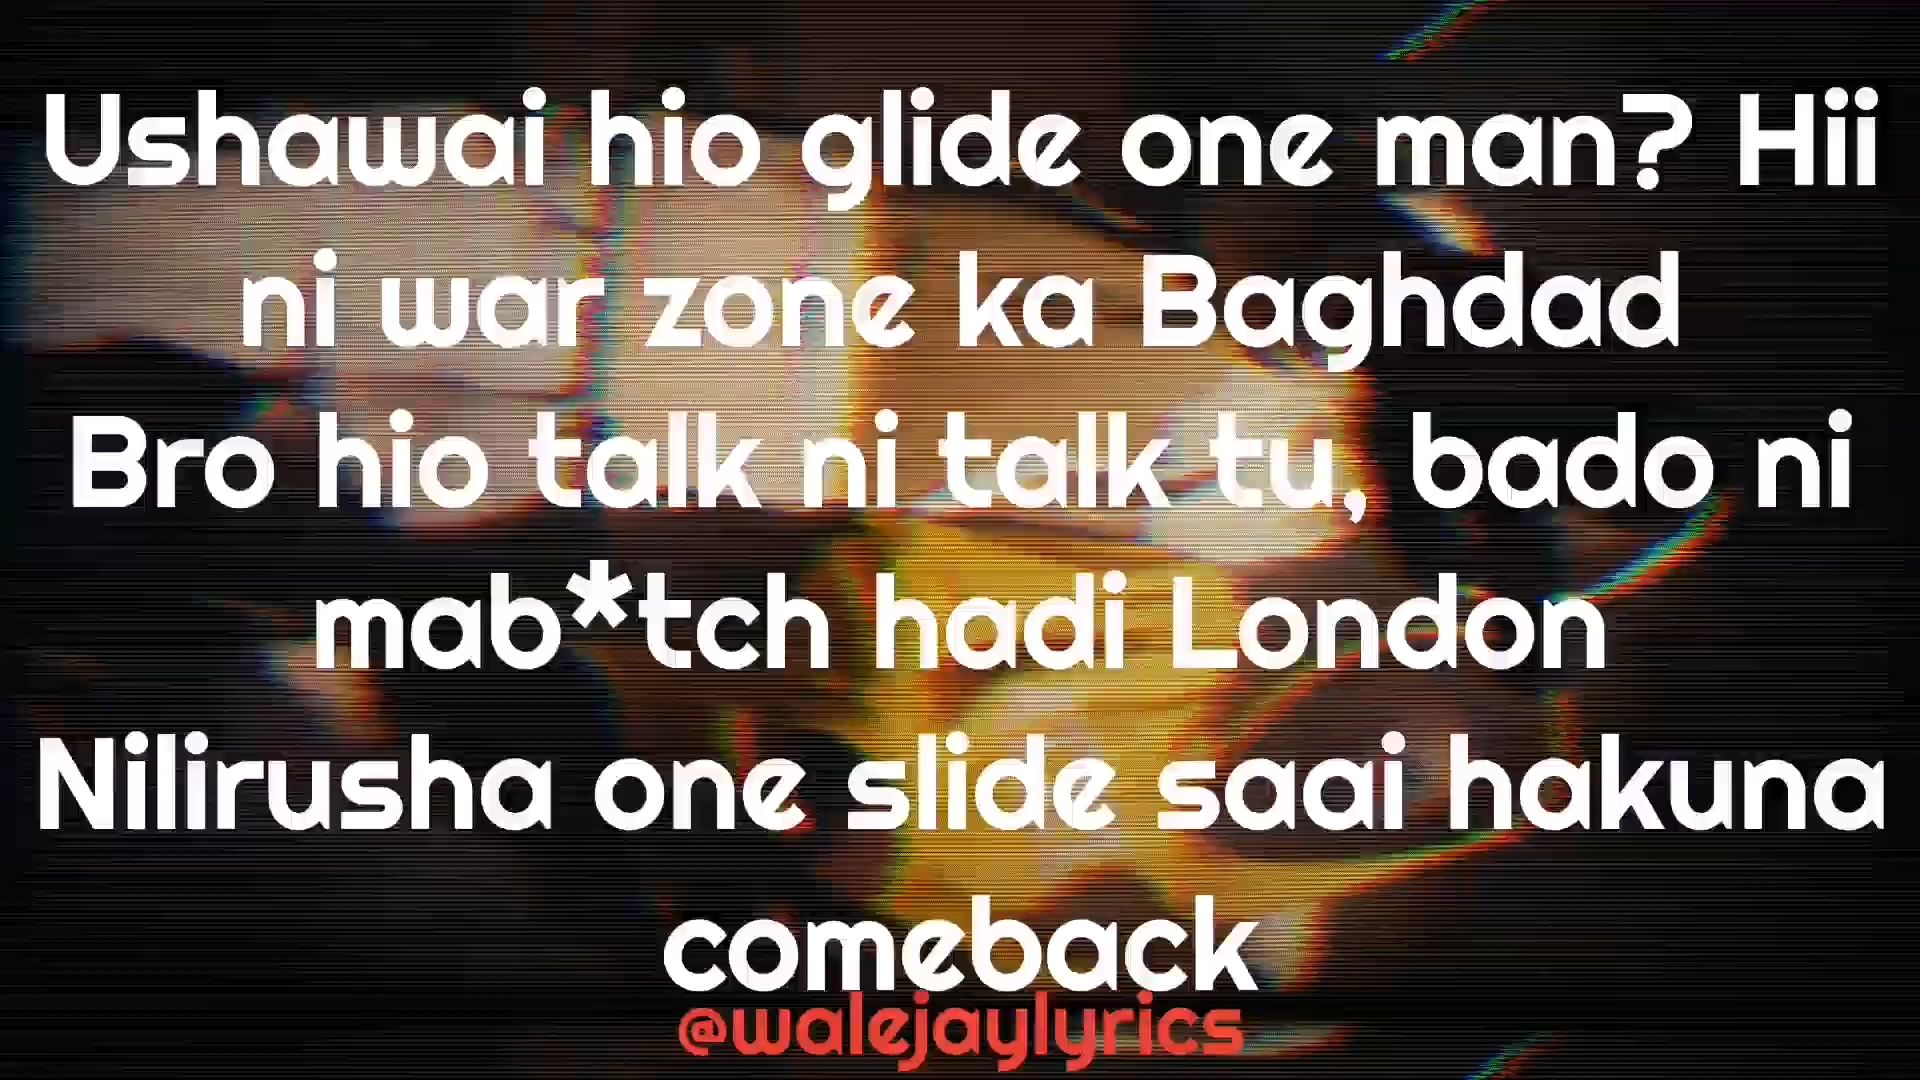 Ushawai hio glide one man? Hii
ni war zone ka Baghdad
Bro hio talk ni talk tu, bado ni
mab*tch hadi London
Nilirusha one slide saai hakuna
comeback
@walejaylyrics